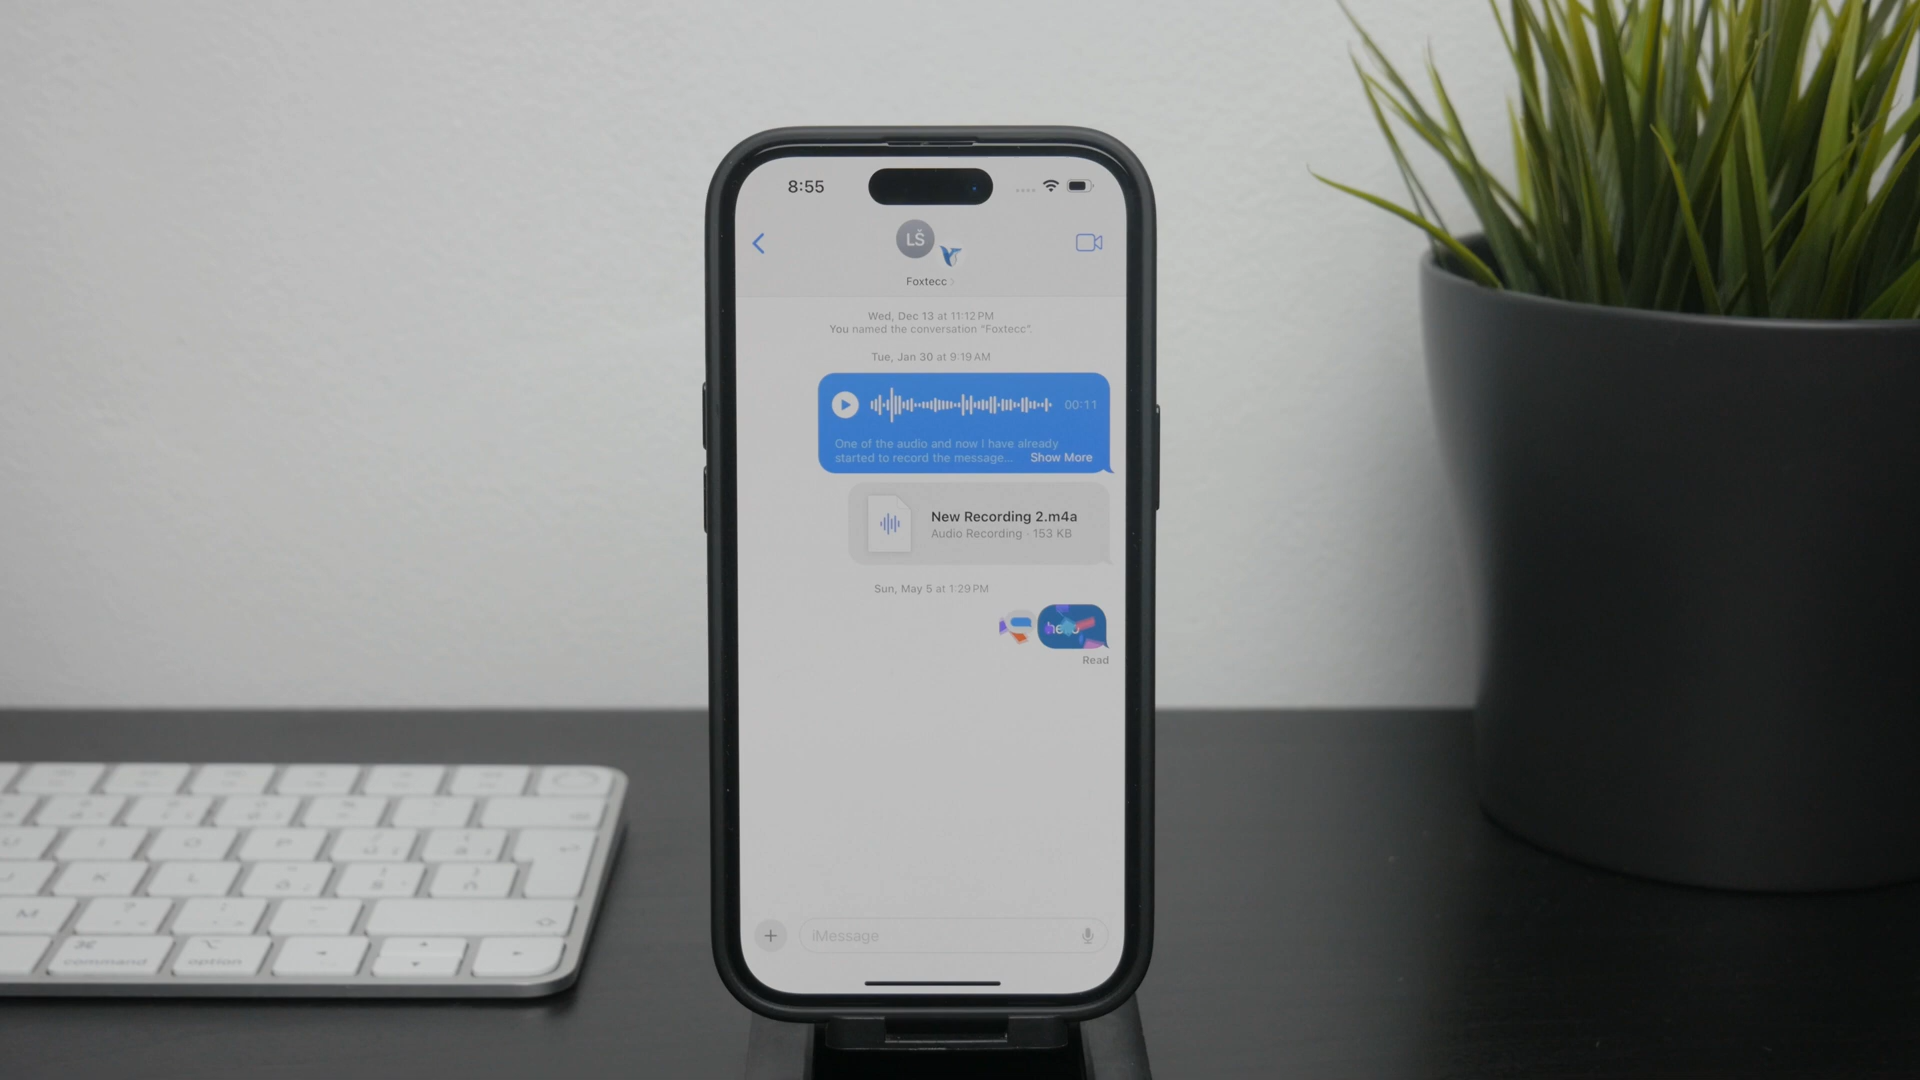 8:55
LŠ
Foxtecc
Wed, Dec 13 at 11:12 PM
You named the conversation “Foxtecc”.
Tue, Jan 30 at 9:19 AM
00:11
One of the audio and now I have already
started to record the message... Show More
New Recording 2.m4a
Audio Recording · 153 KB
Sun, May 5 at 1:29 PM
Read
iMessage
I O P
K L
M
command option